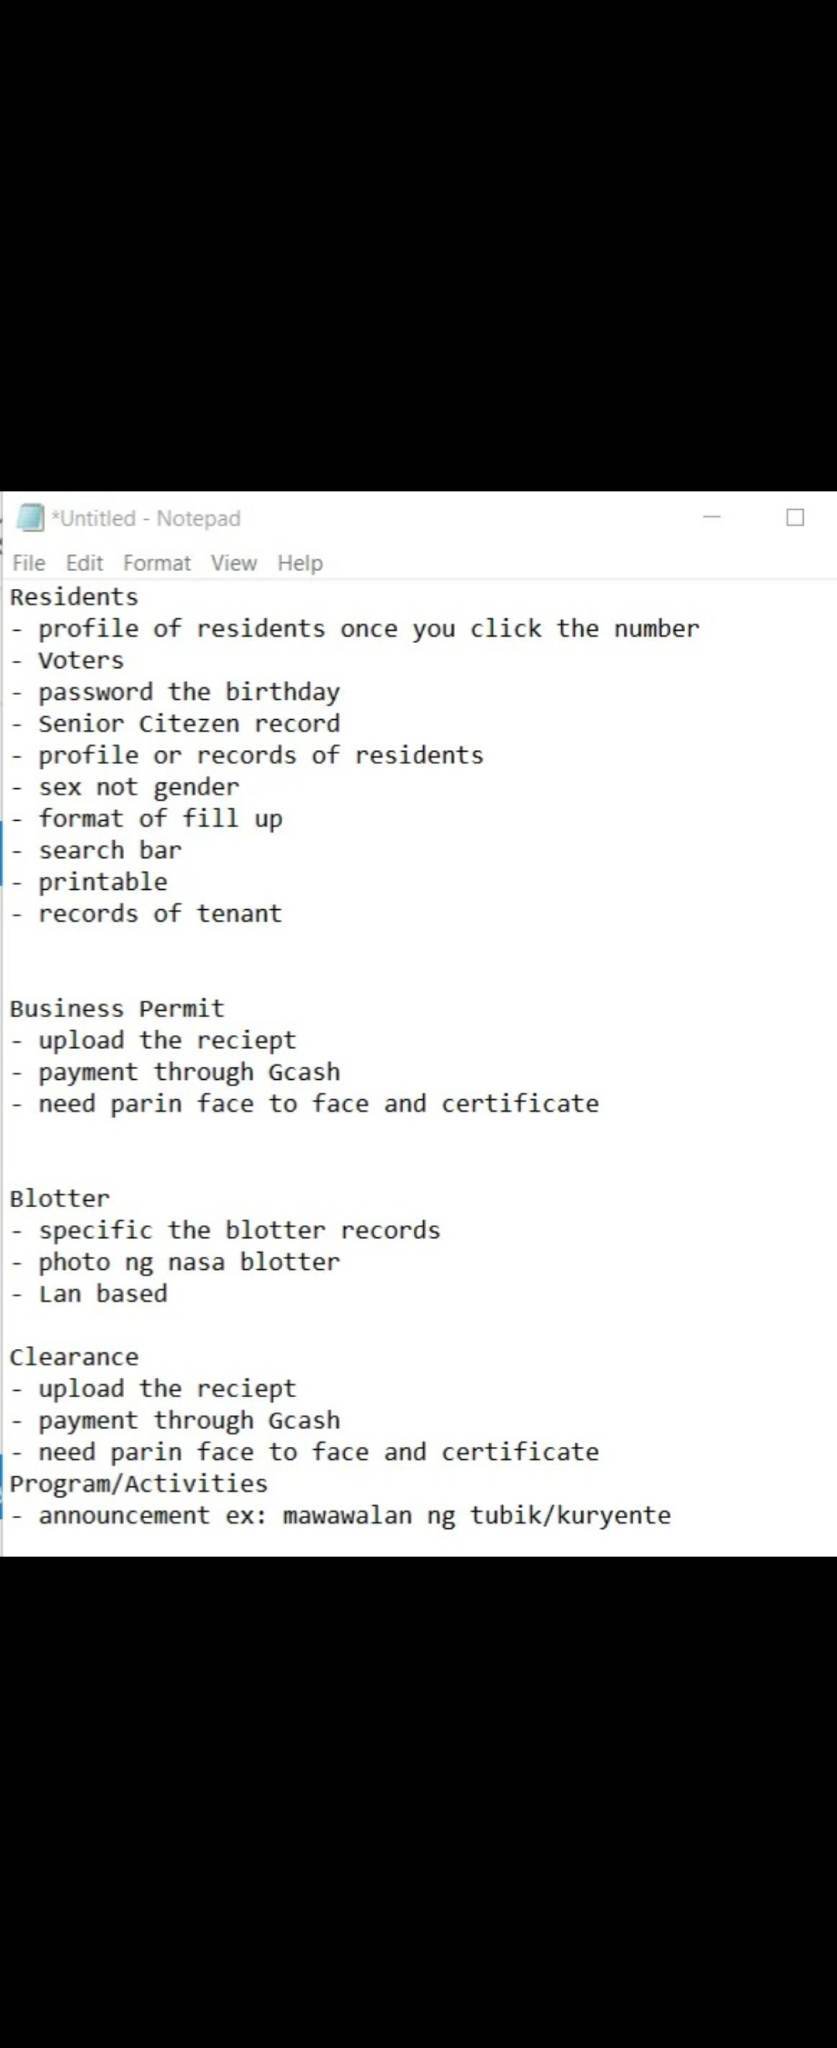 *Untitled - Notepad
File Edit Format View Help
Residents
- profile of residents once you click the number
- Voters
- password the birthday
- Senior Citezen record
- profile or records of residents
- sex not gender
- format of fill up
- search bar
- printable
- records of tenant
Business Permit
- upload the reciept
- payment through Gcash
- need parin face to face and certificate
Blotter
- specific the blotter records
- photo ng nasa blotter
- Lan based
Clearance
- upload the reciept
- payment through Gcash
- need parin face to face and certificate
Program/Activities
- announcement ex: mawawalan ng tubik/kuryente